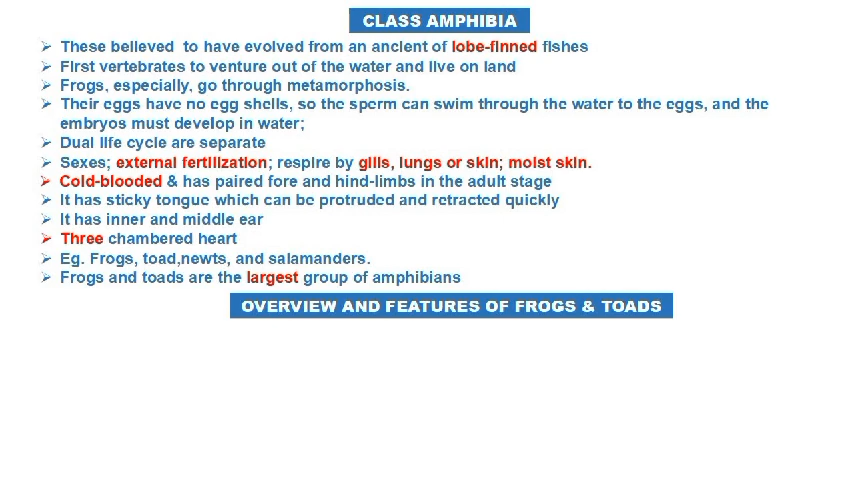 CLASS AMPHIBIA
➢ These believed to have evolved from an ancient of lobe-finned fishes
➢ First vertebrates to venture out of the water and live on land
➢ Frogs, especially, go through metamorphosis.
➢ Their eggs have no egg shells, so the sperm can swim through the water to the eggs, and the
embryos must develop in water;
➢ Dual life cycle are separate
➢ Sexes; external fertilization; respire by gills, lungs or skin; moist skin.
➢ Cold-blooded & has paired fore and hind-limbs in the adult stage
➢ It has sticky tongue which can be protruded and retracted quickly
➢ It has inner and middle ear
➢ Three chambered heart
➢ Eg. Frogs, toad,newts, and salamanders.
➢ Frogs and toads are the largest group of amphibians
OVERVIEW AND FEATURES OF FROGS & TOADS